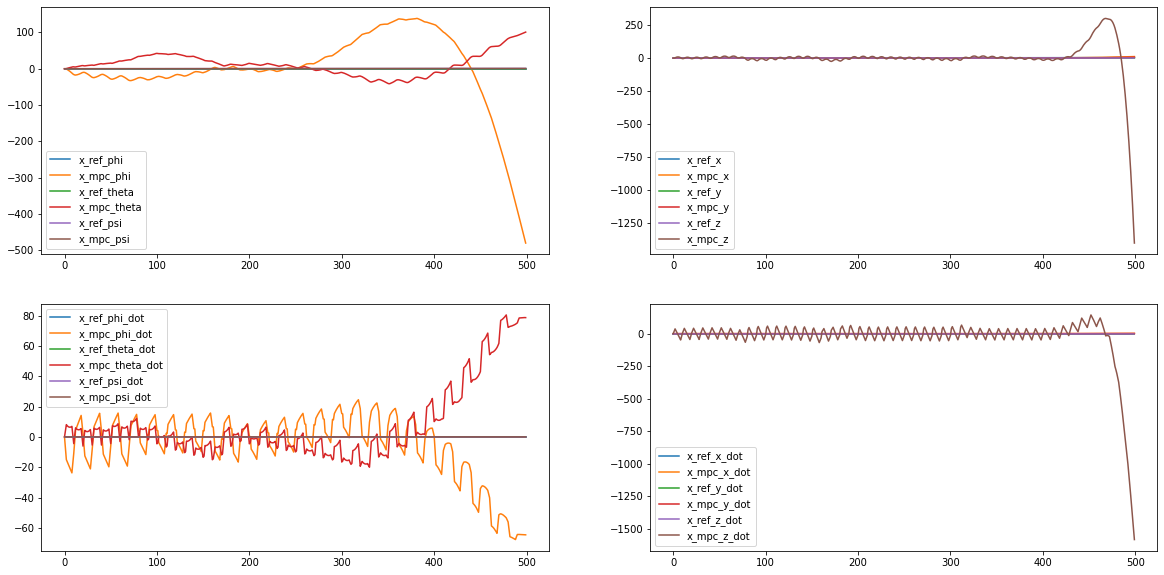 100
0
−100
−200
−300
−400
−500
0
100
200
300
400
500
x_ref_phi
x_mpc_phi
x_ref_theta
x_mpc_theta
x_ref_psi
x_mpc_psi
250
0
−250
−500
−750
−1000
−1250
0
100
200
300
400
500
x_ref_x
x_mpc_x
x_ref_y
x_mpc_y
x_ref_z
x_mpc_z
80
60
40
20
0
−20
−40
−60
0
100
200
300
400
500
x_ref_phi_dot
x_mpc_phi_dot
x_ref_theta_dot
x_mpc_theta_dot
x_ref_psi_dot
x_mpc_psi_dot
0
−250
−500
−750
−1000
−1250
−1500
0
100
200
300
400
500
x_ref_x_dot
x_mpc_x_dot
x_ref_y_dot
x_mpc_y_dot
x_ref_z_dot
x_mpc_z_dot